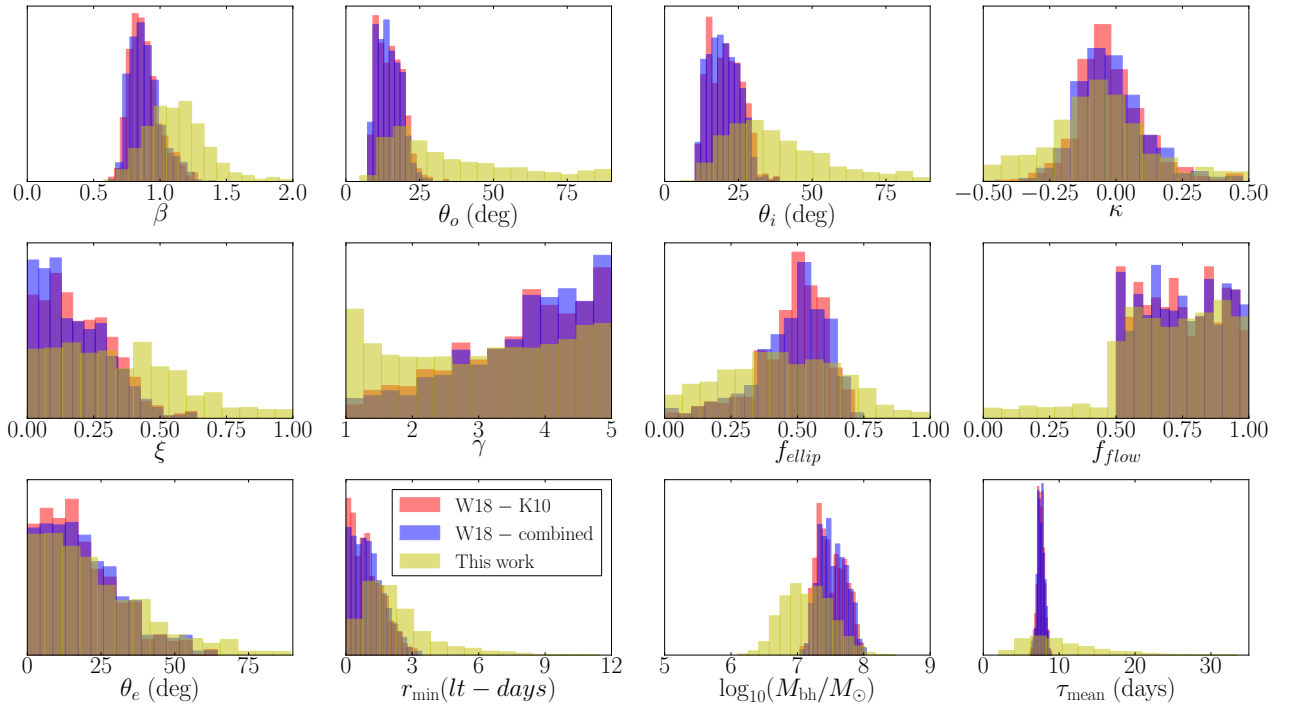 0.0 0.5 1.0 1.5 2.0
β
0 25 50 75
θ_o (deg)
0 25 50 75
θ_i (deg)
−0.50 −0.25 0.00 0.25 0.50
κ
0.00 0.25 0.50 0.75 1.00
ξ
1 2 3 4 5
γ
0.00 0.25 0.50 0.75 1.00
f_ellip
0.00 0.25 0.50 0.75 1.00
f_flow
W18 − K10
W18 − combined
This work
0 25 50 75
θ_e (deg)
0 3 6 9 12
r_min(lt − days)
5 6 7 8 9
log₁₀(M_bh/M_⊙)
0 10 20 30
τ_mean (days)